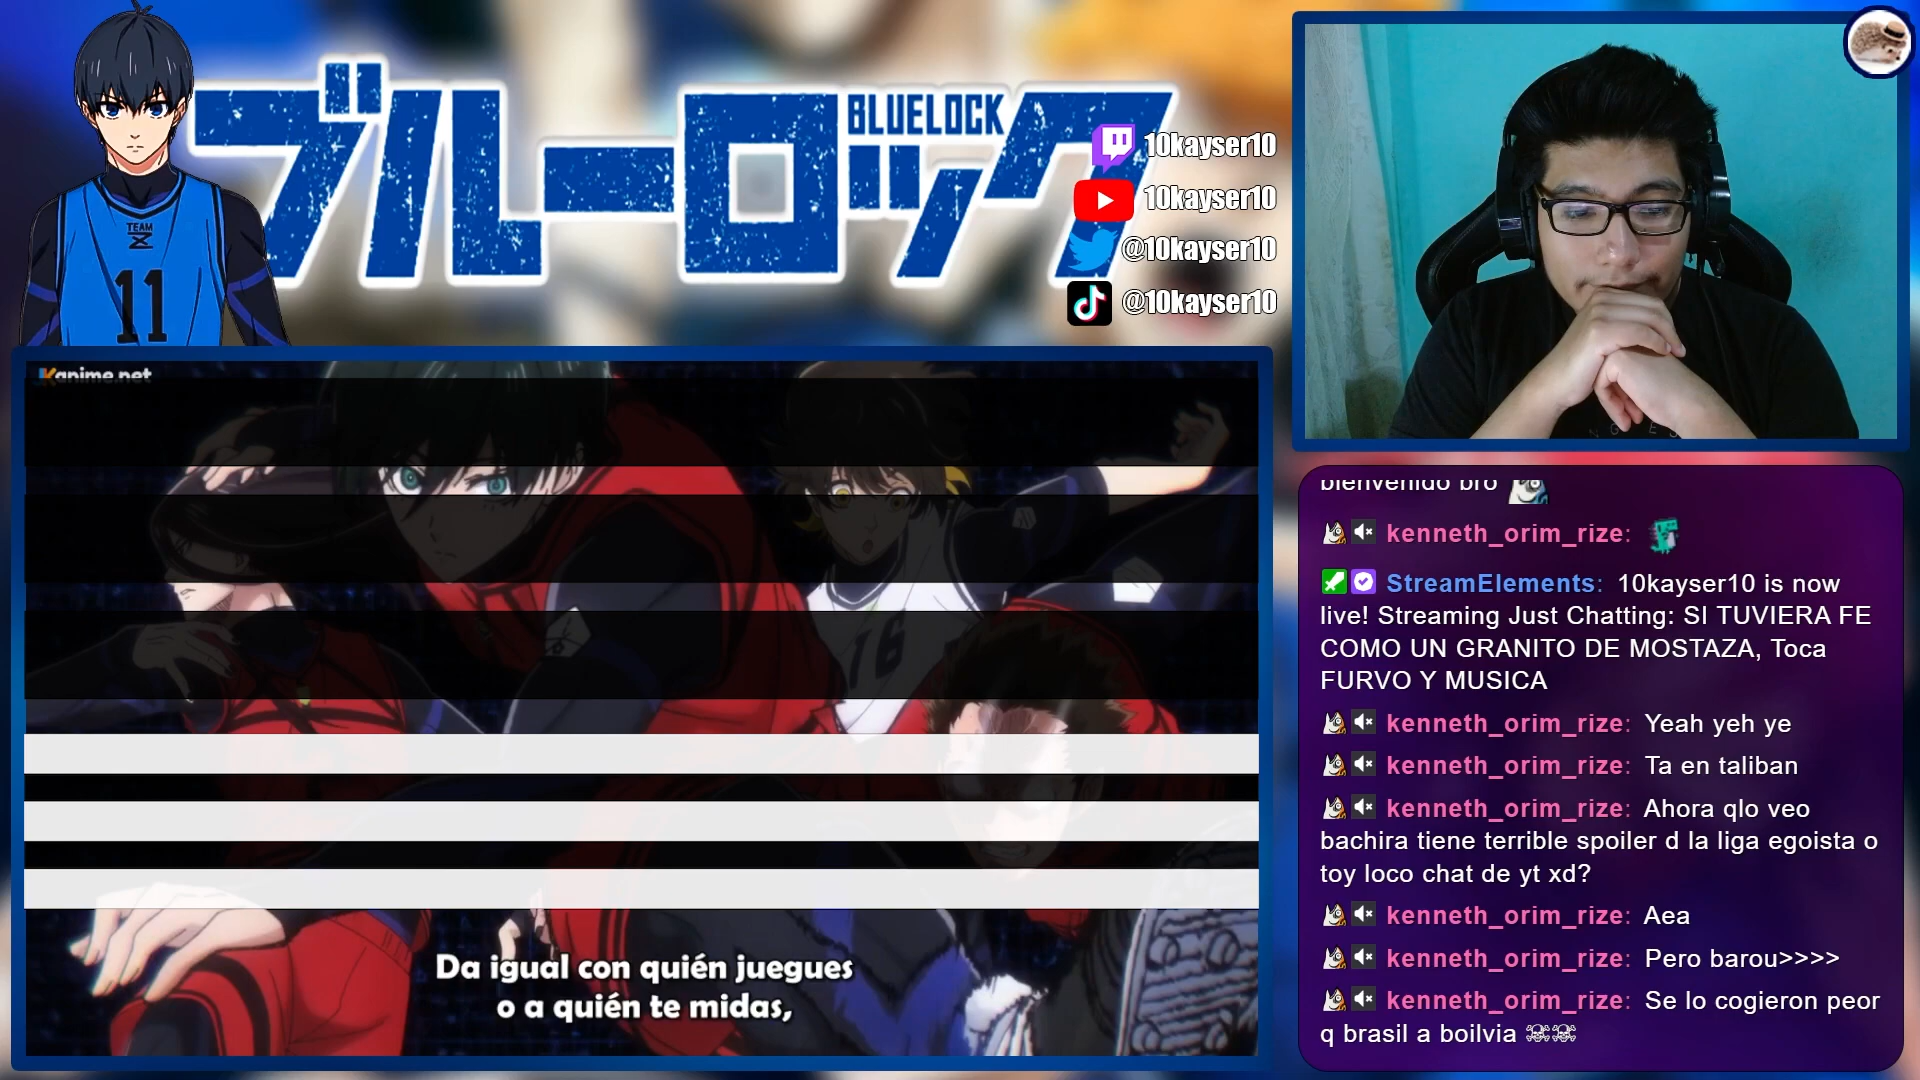 ブルーロック
BLUELOCK
TEAM
Z
11
10kayser10
10kayser10
@10kayser10
@10kayser10
Kanime.net
16
Da igual con quién juegues
o a quién te midas,
bienvenido bro
kenneth_orim_rize:
StreamElements: 10kayser10 is now
live! Streaming Just Chatting: SI TUVIERA FE
COMO UN GRANITO DE MOSTAZA, Toca
FURVO Y MUSICA
kenneth_orim_rize: Yeah yeh ye
kenneth_orim_rize: Ta en taliban
kenneth_orim_rize: Ahora qlo veo
bachira tiene terrible spoiler d la liga egoista o
toy loco chat de yt xd?
kenneth_orim_rize: Aea
kenneth_orim_rize: Pero barou>>>>
kenneth_orim_rize: Se lo cogieron peor
q brasil a boilvia ☠☠